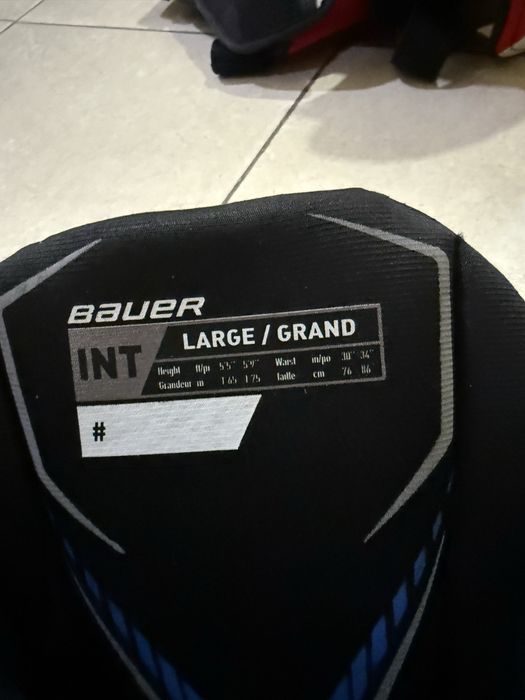 BAUER
INT LARGE / GRAND
Height ft/pi 5'5" 5'9" Waist in/po 30" 34"
Grandeur m 1.65 1.75 Taille cm 76 86
#